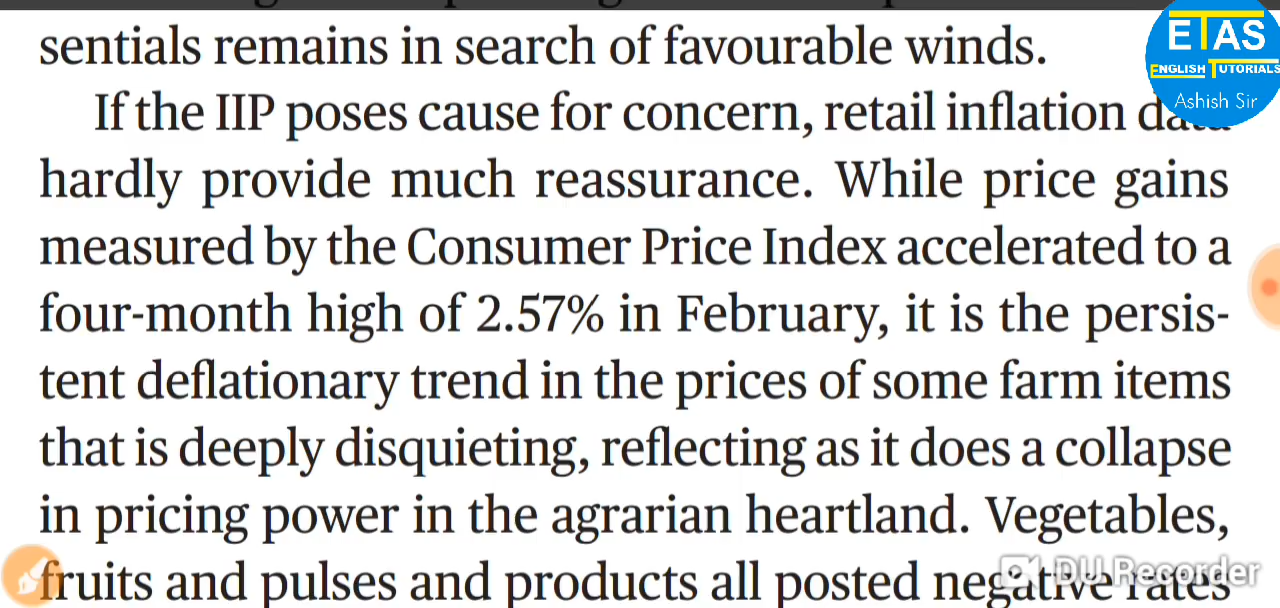 sentials remains in search of favourable winds.
If the IIP poses cause for concern, retail inflation data
hardly provide much reassurance. While price gains
measured by the Consumer Price Index accelerated to a
four-month high of 2.57% in February, it is the persis-
tent deflationary trend in the prices of some farm items
that is deeply disquieting, reflecting as it does a collapse
in pricing power in the agrarian heartland. Vegetables,
fruits and pulses and products all posted negative rates
ETAS
ENGLISH TUTORIALS
Ashish Sir
DU Recorder